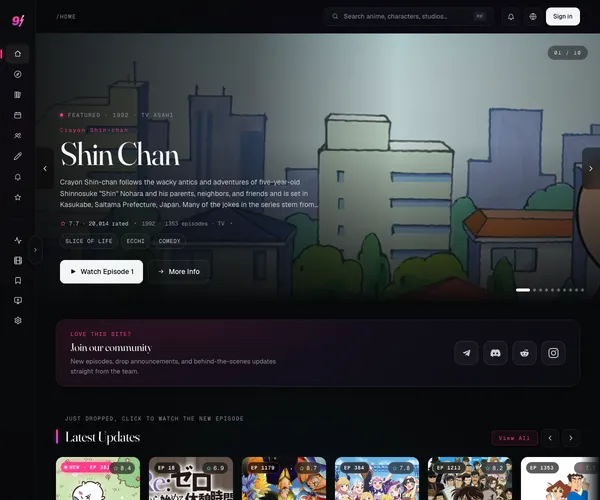 /HOME
Search anime, characters, studios...
Sign in
01 / 10
FEATURED · 1992 · TV ASAHI
Crayon Shin-chan
Shin Chan
Crayon Shin-chan follows the wacky antics and adventures of five-year-old
Shinnosuke "Shin" Nohara and his parents, neighbors, and friends and is set in
Kasukabe, Saitama Prefecture, Japan. Many of the jokes in the series stem from...
7.7 · 20,014 rated · 1992 · 1353 episodes · TV ·
SLICE OF LIFE
ECCHI
COMEDY
Watch Episode 1
More Info
LOVE THIS SITE?
Join our community
New episodes, drop announcements, and behind-the-scenes updates
straight from the team.
JUST DROPPED, CLICK TO WATCH THE NEW EPISODE
Latest Updates
View All
NEW · EP
8.4
EP 18
6.9
EP 1179
8.7
EP 384
7.8
EP 1213
8.2
EP 1353